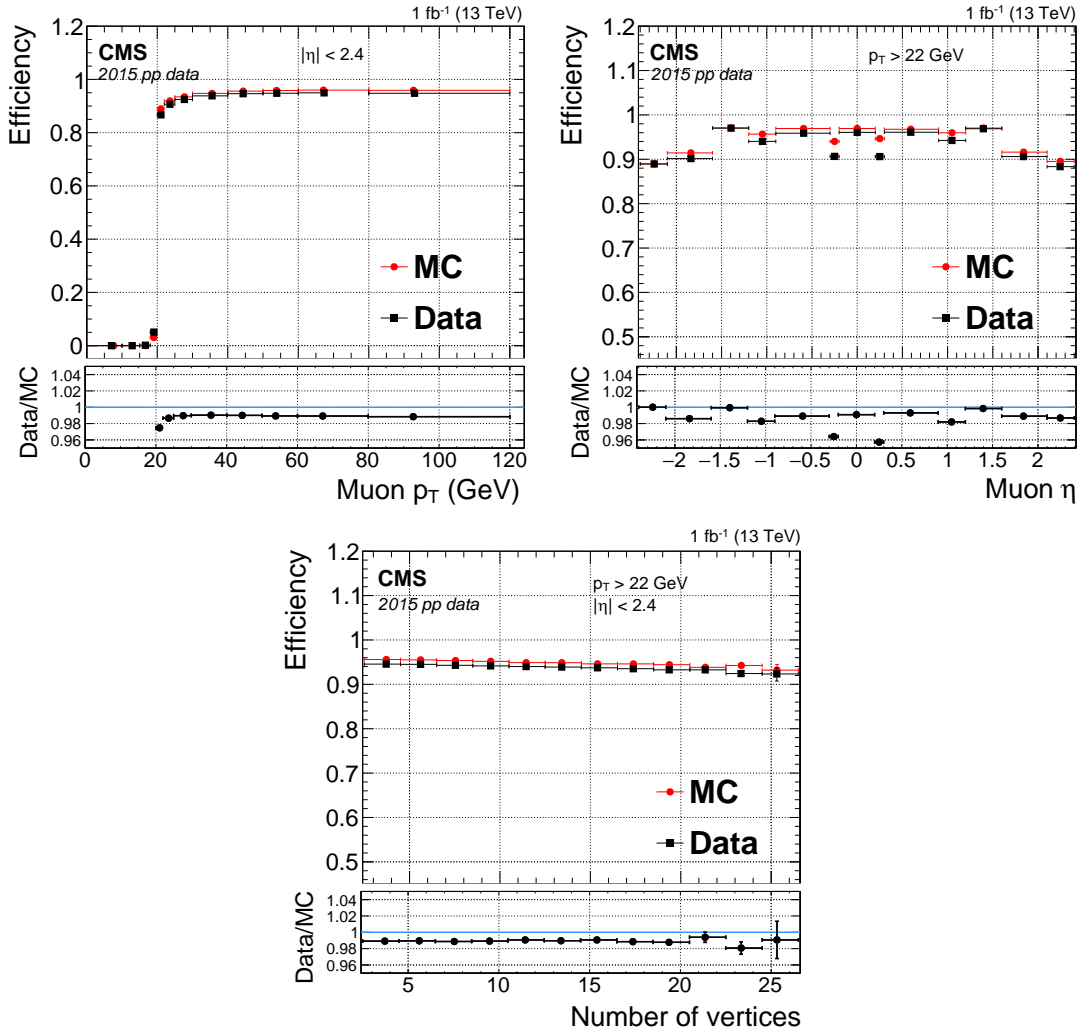 1 fb⁻¹ (13 TeV)
Efficiency
1.2
1
0.8
0.6
0.4
0.2
0
CMS
2015 pp data
|η| < 2.4
MC
Data
Data/MC
1.04
1.02
1
0.98
0.96
0 20 40 60 80 100 120
Muon p_T (GeV)
1 fb⁻¹ (13 TeV)
Efficiency
1.2
1.1
1
0.9
0.8
0.7
0.6
0.5
CMS
2015 pp data
p_T > 22 GeV
MC
Data
Data/MC
1.04
1.02
1
0.98
0.96
−2 −1.5 −1 −0.5 0 0.5 1 1.5 2
Muon η
1 fb⁻¹ (13 TeV)
Efficiency
1.2
1.1
1
0.9
0.8
0.7
0.6
0.5
CMS
2015 pp data
p_T > 22 GeV
|η| < 2.4
MC
Data
Data/MC
1.04
1.02
1
0.98
0.96
5 10 15 20 25
Number of vertices